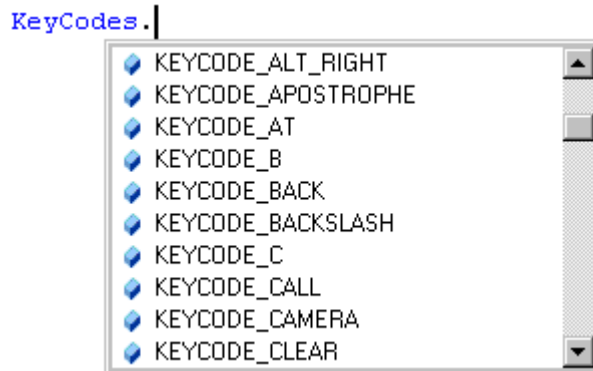 KeyCodes.
KEYCODE_ALT_RIGHT
KEYCODE_APOSTROPHE
KEYCODE_AT
KEYCODE_B
KEYCODE_BACK
KEYCODE_BACKSLASH
KEYCODE_C
KEYCODE_CALL
KEYCODE_CAMERA
KEYCODE_CLEAR